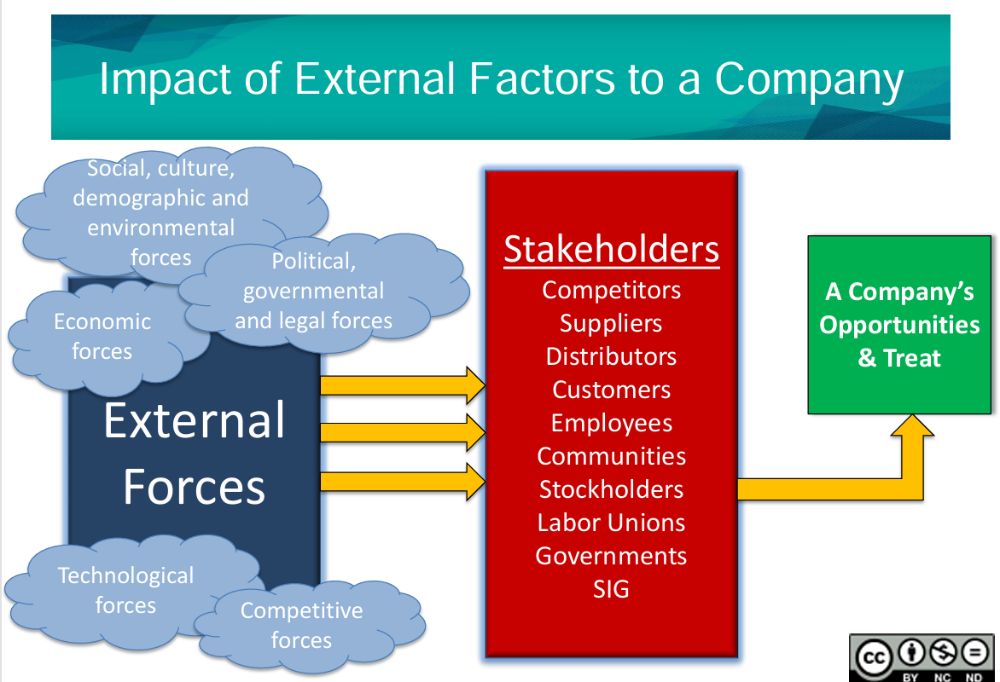 Impact of External Factors to a Company
Social, culture,
demographic and
environmental
forces
Political,
governmental
and legal forces
Economic
forces
External
Forces
Technological
forces
Competitive
forces
Stakeholders
Competitors
Suppliers
Distributors
Customers
Employees
Communities
Stockholders
Labor Unions
Governments
SIG
A Company's
Opportunities
& Treat
cc
BY NC ND